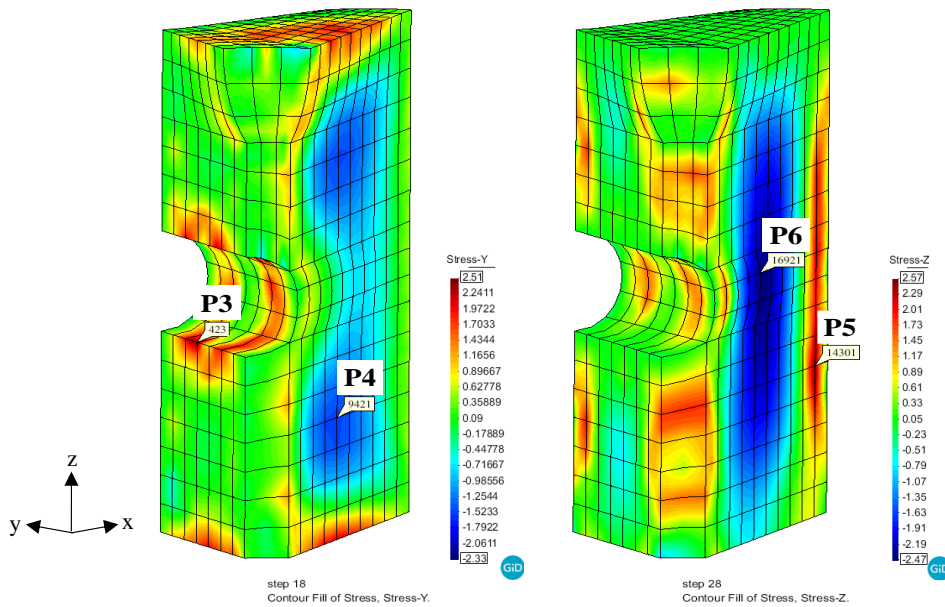 P3
423
P4
9421
z
y
x
Stress-Y
2.51
2.2411
1.9722
1.7033
1.4344
1.1656
0.89667
0.62778
0.35889
0.09
-0.17889
-0.44778
-0.71667
-0.98556
-1.2544
-1.5233
-1.7922
-2.0611
-2.33
GiD
step 18
Contour Fill of Stress, Stress-Y.
P6
16921
P5
14301
Stress-Z
2.57
2.29
2.01
1.73
1.45
1.17
0.89
0.61
0.33
0.05
-0.23
-0.51
-0.79
-1.07
-1.35
-1.63
-1.91
-2.19
-2.47
GiD
step 28
Contour Fill of Stress, Stress-Z.